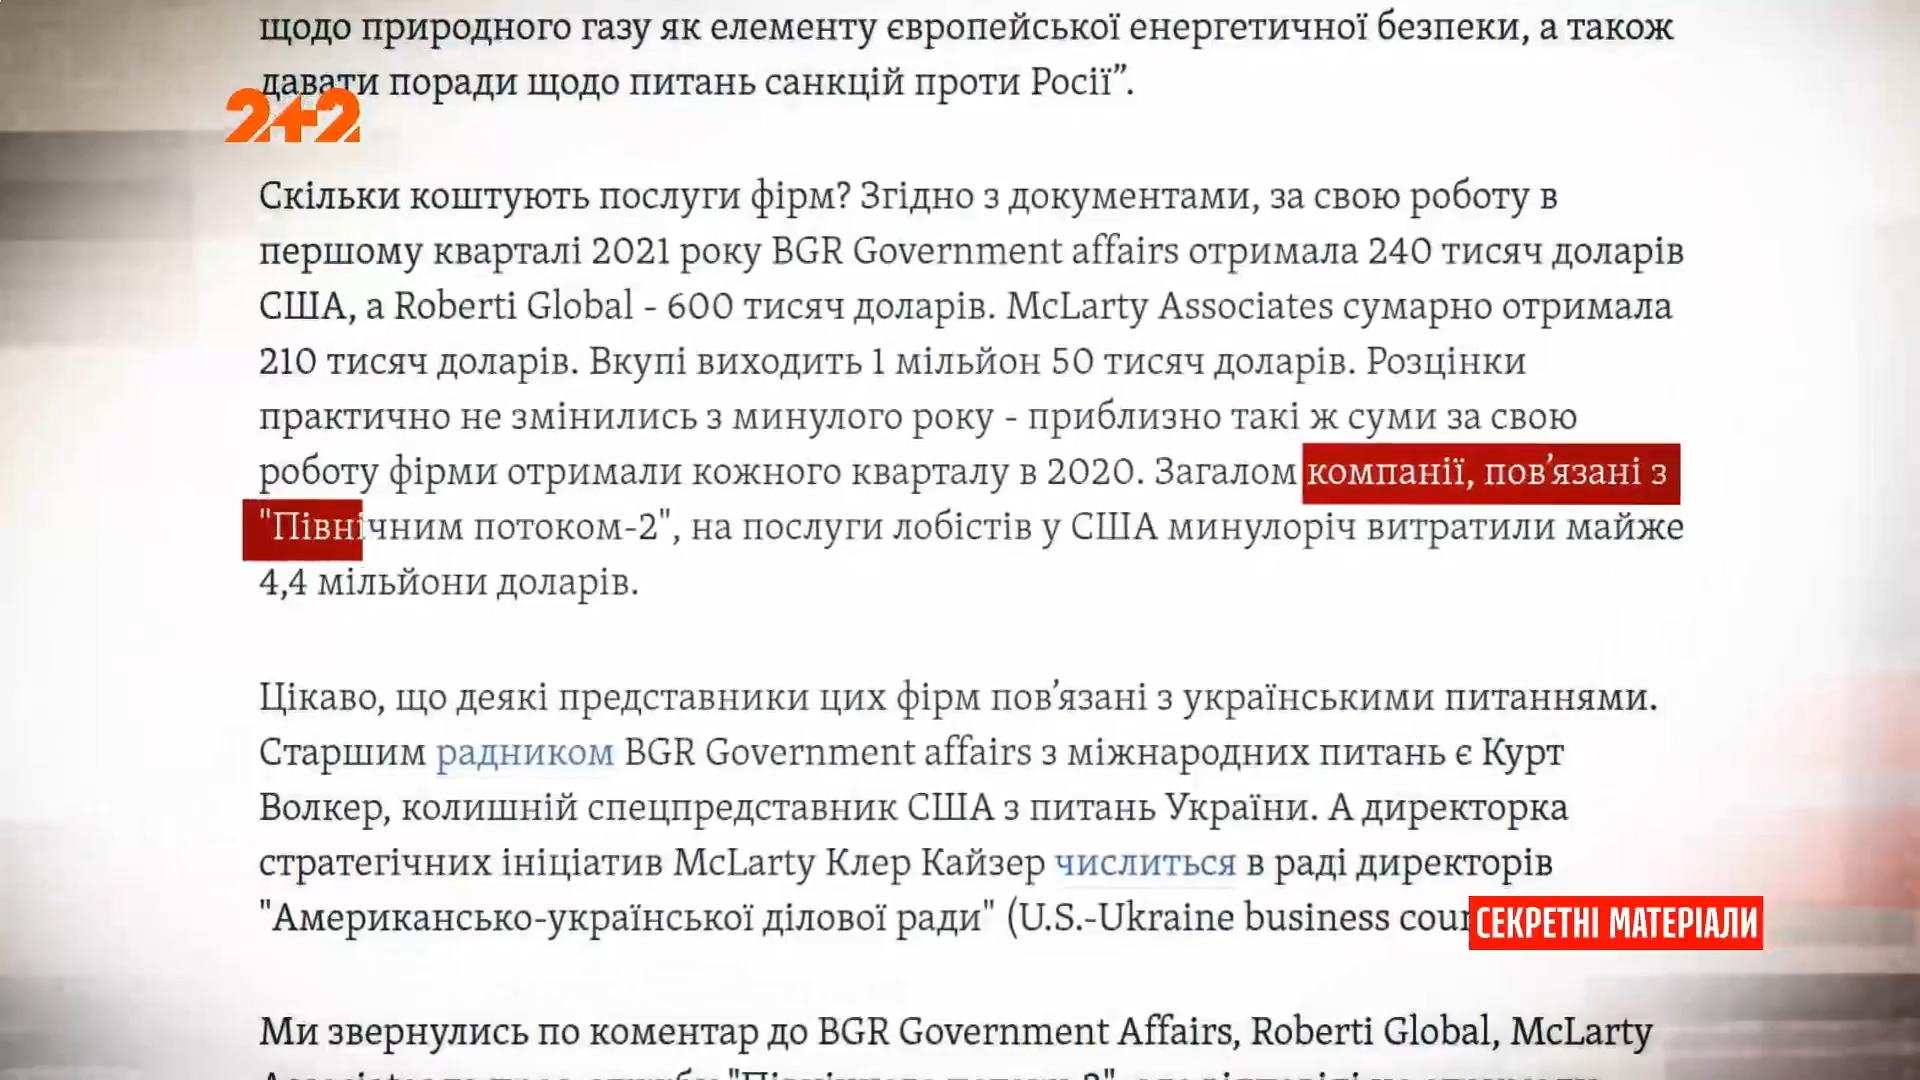 щодо природного газу як елементу європейської енергетичної безпеки, а також
давати поради щодо питань санкцій проти Росії”.
2+2
Скільки коштують послуги фірм? Згідно з документами, за свою роботу в
першому кварталі 2021 року BGR Government affairs отримала 240 тисяч доларів
США, а Roberti Global - 600 тисяч доларів. McLarty Associates сумарно отримала
210 тисяч доларів. Вкупі виходить 1 мільйон 50 тисяч доларів. Розцінки
практично не змінились з минулого року - приблизно такі ж суми за свою
роботу фірми отримали кожного кварталу в 2020. Загалом компанії, пов’язані з
"Північним потоком-2", на послуги лобістів у США минулоріч витратили майже
4,4 мільйони доларів.
Цікаво, що деякі представники цих фірм пов’язані з українськими питаннями.
Старшим радником BGR Government affairs з міжнародних питань є Курт
Волкер, колишній спецпредставник США з питань України. А директорка
стратегічних ініціатив McLarty Клер Кайзер числиться в раді директорів
"Американсько-української ділової ради" (U.S.-Ukraine business cour
СЕКРЕТНІ МАТЕРІАЛИ
Ми звернулись по коментар до BGR Government Affairs, Roberti Global, McLarty